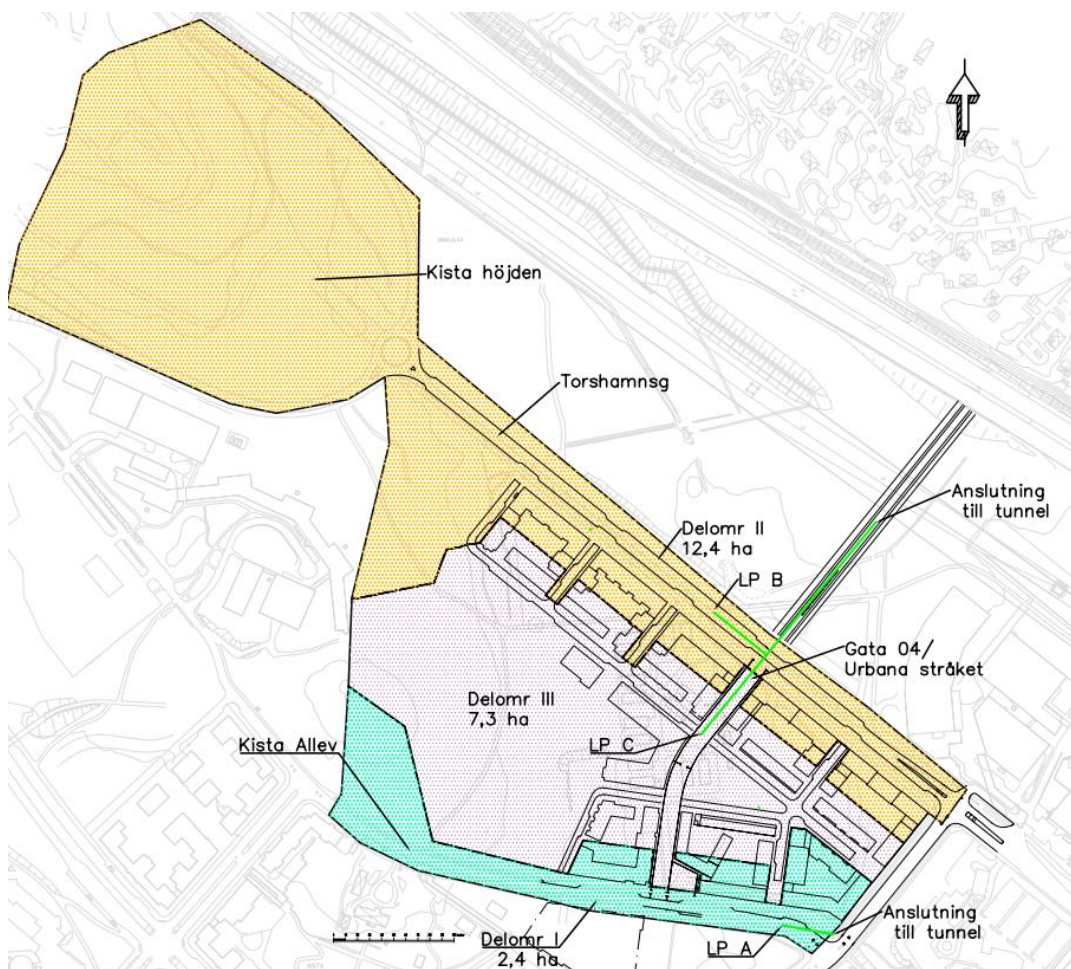 Kista höjden
Torshamnsg
Anslutning
till tunnel
Delomr II
12,4 ha
LP B
Gata 04/
Urbana stråket
Delomr III
7,3 ha
LP C
Kista Allev
Anslutning
till tunnel
Delomr I
2,4 ha
LP A